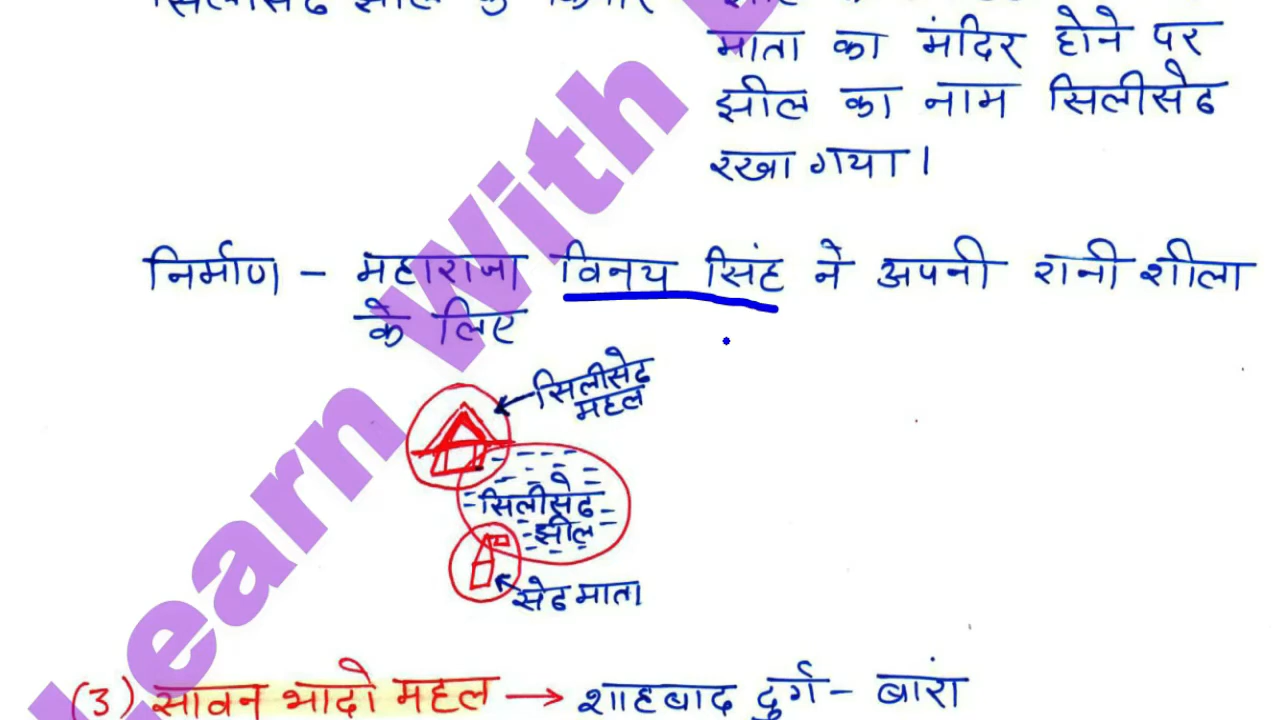 सिलीसेढ झील के किनारे
माता का मंदिर होने पर
झील का नाम सिलीसेढ
रखा गया।
निर्माण – महाराजा विनय सिंह ने अपनी रानी शीला
के लिए
सिलीसेढ
महल
सिलीसेढ
झील
सेढ माता
(3) सावन भादो महल → शाहबाद दुर्ग – बारां
Learn With